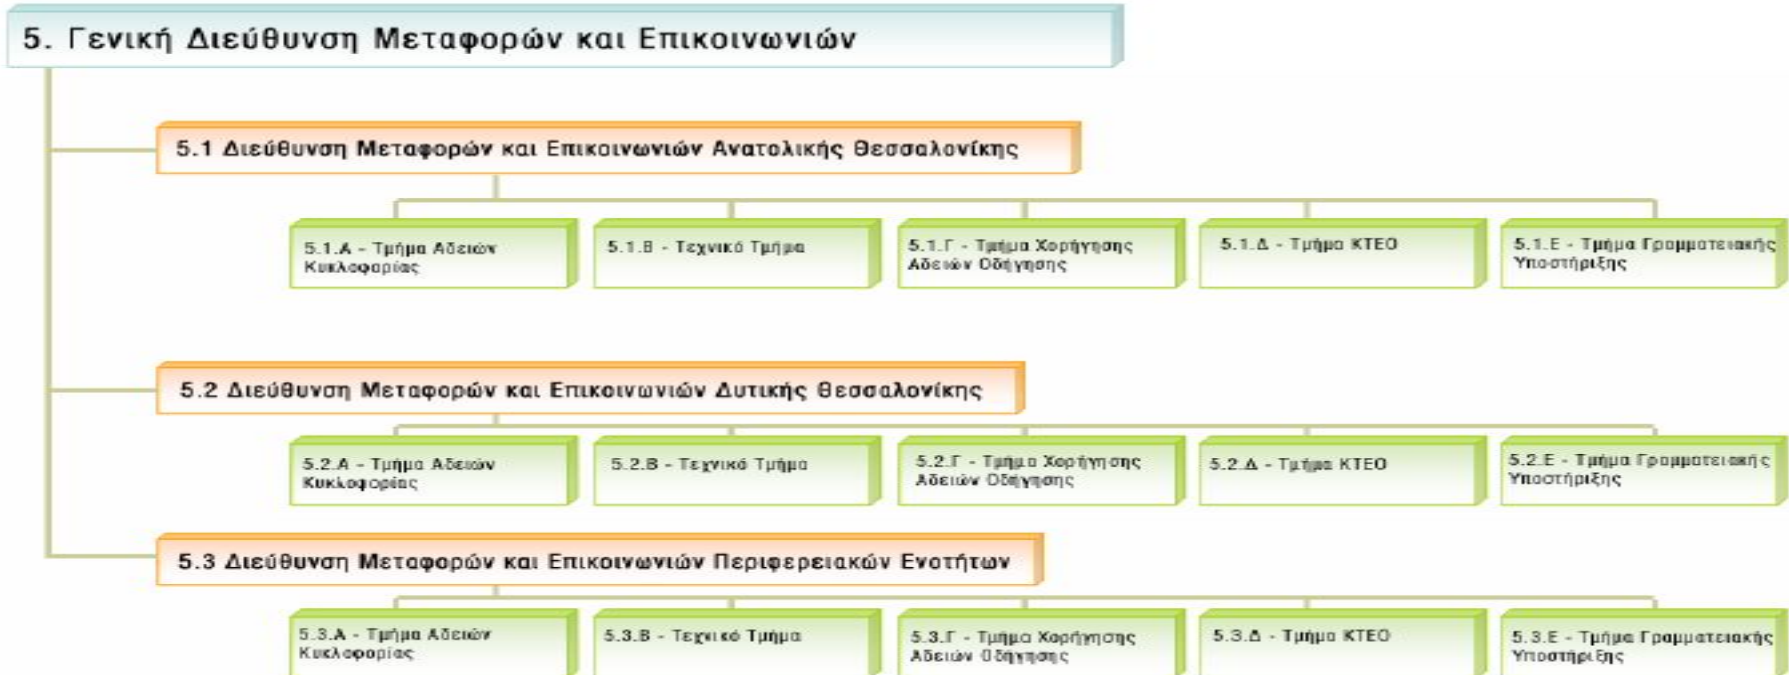 5. Γενική Διεύθυνση Μεταφορών και Επικοινωνιών
5.1 Διεύθυνση Μεταφορών και Επικοινωνιών Ανατολικής Θεσσαλονίκης
5.1.Α - Τμήμα Αδειών
Κυκλοφορίας
5.1.Β - Τεχνικό Τμήμα
5.1.Γ - Τμήμα Χορήγησης
Αδειών Οδήγησης
5.1.Δ - Τμήμα ΚΤΕΟ
5.1.Ε - Τμήμα Γραμματειακής
Υποστήριξης
5.2 Διεύθυνση Μεταφορών και Επικοινωνιών Δυτικής Θεσσαλονίκης
5.2.Α - Τμήμα Αδειών
Κυκλοφορίας
5.2.Β - Τεχνικό Τμήμα
5.2.Γ - Τμήμα Χορήγησης
Αδειών Οδήγησης
5.2.Δ - Τμήμα ΚΤΕΟ
5.2.Ε - Τμήμα Γραμματειακής
Υποστήριξης
5.3 Διεύθυνση Μεταφορών και Επικοινωνιών Περιφερειακών Ενοτήτων
5.3.Α - Τμήμα Αδειών
Κυκλοφορίας
5.3.Β - Τεχνικό Τμήμα
5.3.Γ - Τμήμα Χορήγησης
Αδειών Οδήγησης
5.3.Δ - Τμήμα ΚΤΕΟ
5.3.Ε - Τμήμα Γραμματειακής
Υποστήριξης